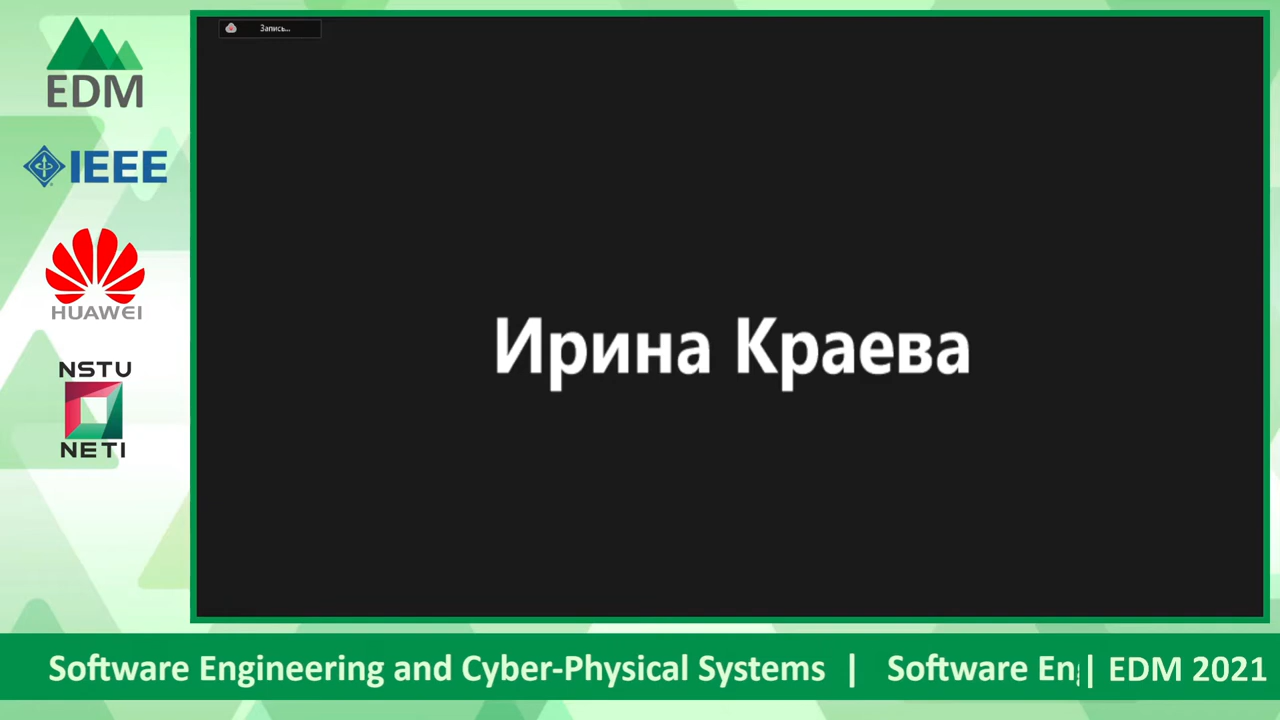 Запись...
EDM
IEEE
HUAWEI
NSTU
NETI
Ирина Краева
Software Engineering and Cyber-Physical Systems | Software En | EDM 2021